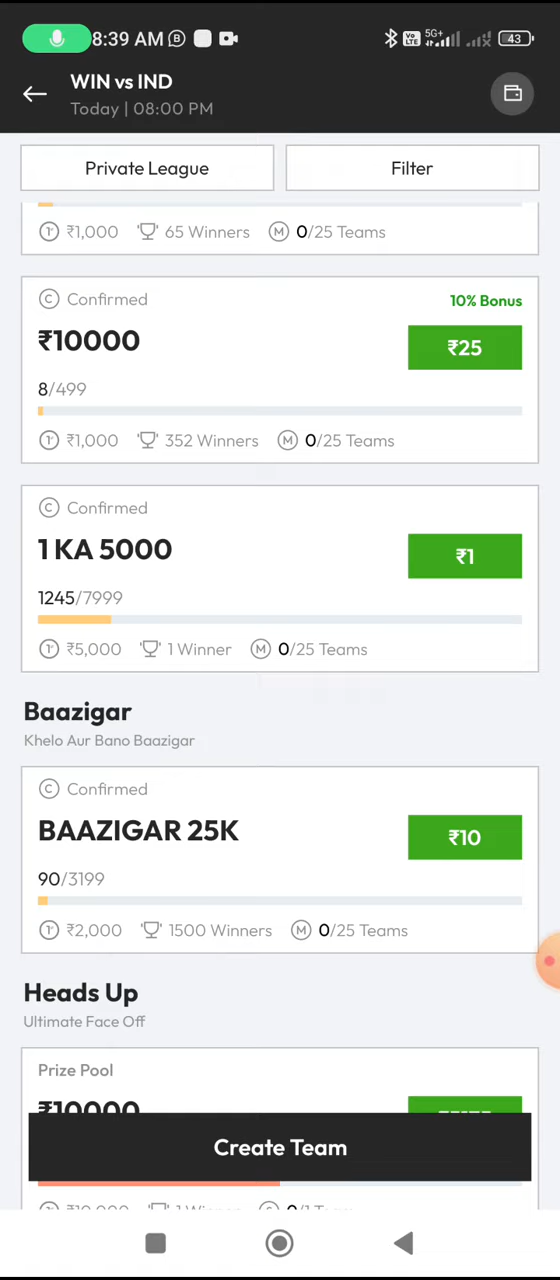 8:39 AM
5G+
43
WIN vs IND
Today | 08:00 PM
Private League
Filter
₹1,000 65 Winners M 0/25 Teams
C Confirmed
10% Bonus
₹10000
₹25
8/499
₹1,000 352 Winners M 0/25 Teams
C Confirmed
1 KA 5000
₹1
1245/7999
₹5,000 1 Winner M 0/25 Teams
Baazigar
Khelo Aur Bano Baazigar
C Confirmed
BAAZIGAR 25K
₹10
90/3199
₹2,000 1500 Winners M 0/25 Teams
Heads Up
Ultimate Face Off
Prize Pool
₹10000
Create Team